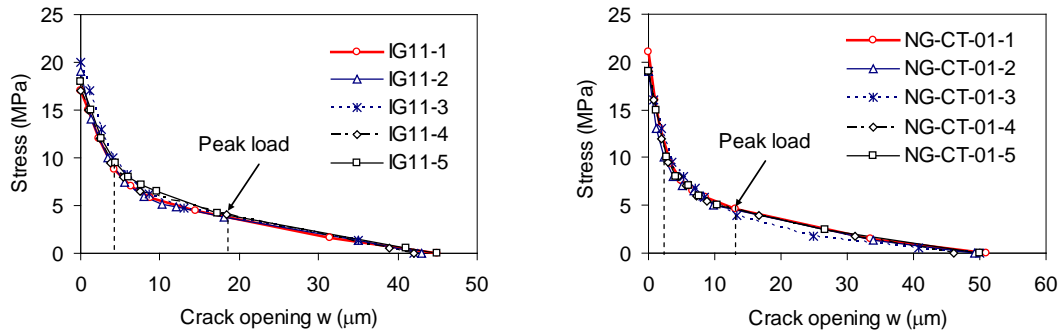 25
20
15
10
5
0
Stress (MPa)
IG11-1
IG11-2
IG11-3
IG11-4
IG11-5
Peak load
0 10 20 30 40 50
Crack opening w (μm)
25
20
15
10
5
0
Stress (MPa)
NG-CT-01-1
NG-CT-01-2
NG-CT-01-3
NG-CT-01-4
NG-CT-01-5
Peak load
0 10 20 30 40 50 60
Crack opening w (μm)